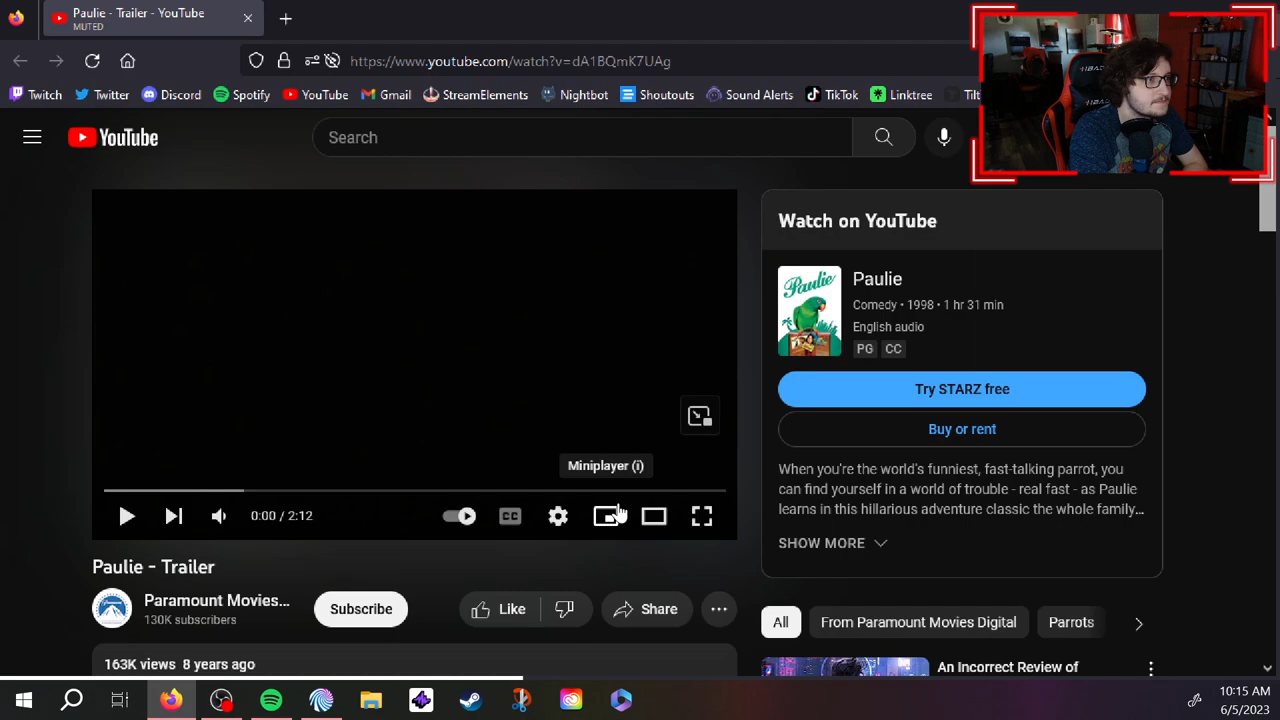 Paulie - Trailer - YouTube
MUTED
https://www.youtube.com/watch?v=dA1BQmK7UAg
Twitch
Twitter
Discord
Spotify
YouTube
Gmail
StreamElements
Nightbot
Shoutouts
Sound Alerts
TikTok
Linktree
Tilt
YouTube
Search
Watch on YouTube
Paulie
Paulie
Comedy • 1998 • 1 hr 31 min
English audio
PG CC
Try STARZ free
Buy or rent
When you're the world's funniest, fast-talking parrot, you
can find yourself in a world of trouble - real fast - as Paulie
learns in this hillarious adventure classic the whole family...
SHOW MORE
Miniplayer (i)
0:00 / 2:12
CC
Paulie - Trailer
Paramount Movies...
130K subscribers
Subscribe
Like
Share
163K views 8 years ago
All
From Paramount Movies Digital
Parrots
An Incorrect Review of
10:15 AM
6/5/2023